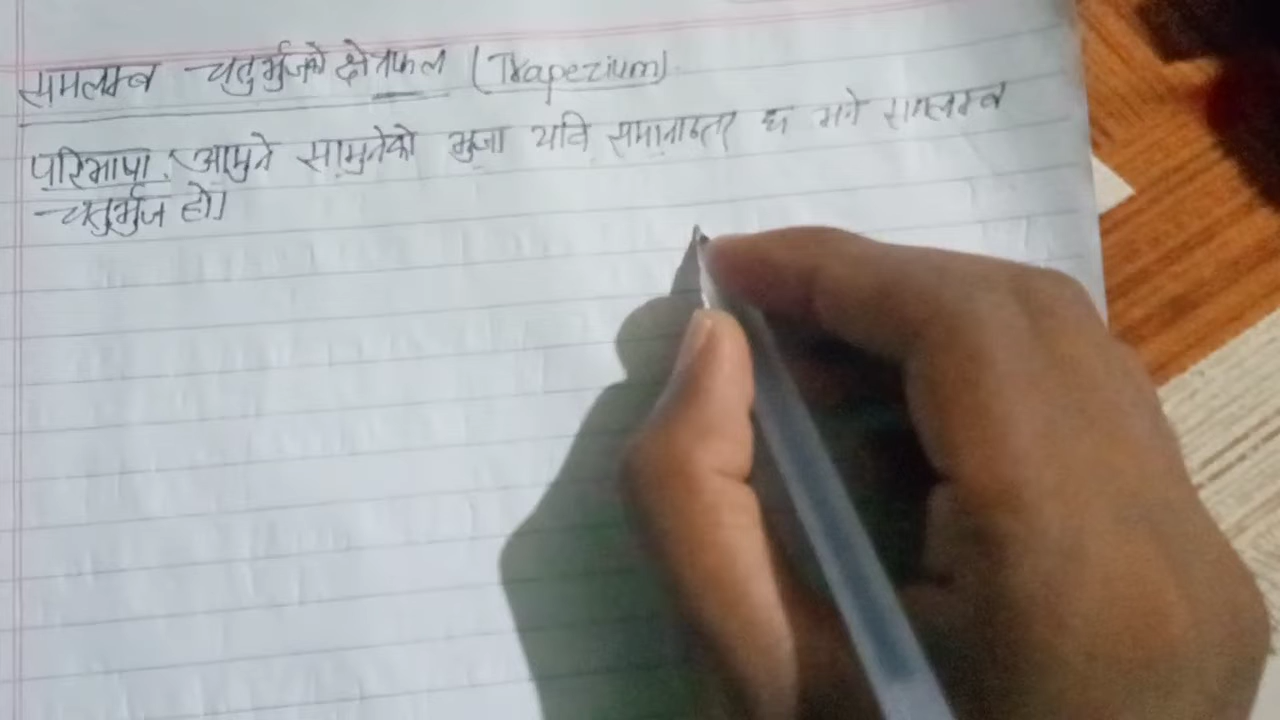 समलम्ब चतुर्भुजको क्षेत्रफल (Trapezium)
परिभाषा: आमुने सामुनेको भुजा यदि समानान्तर छ भने समलम्ब
चतुर्भुज हो।